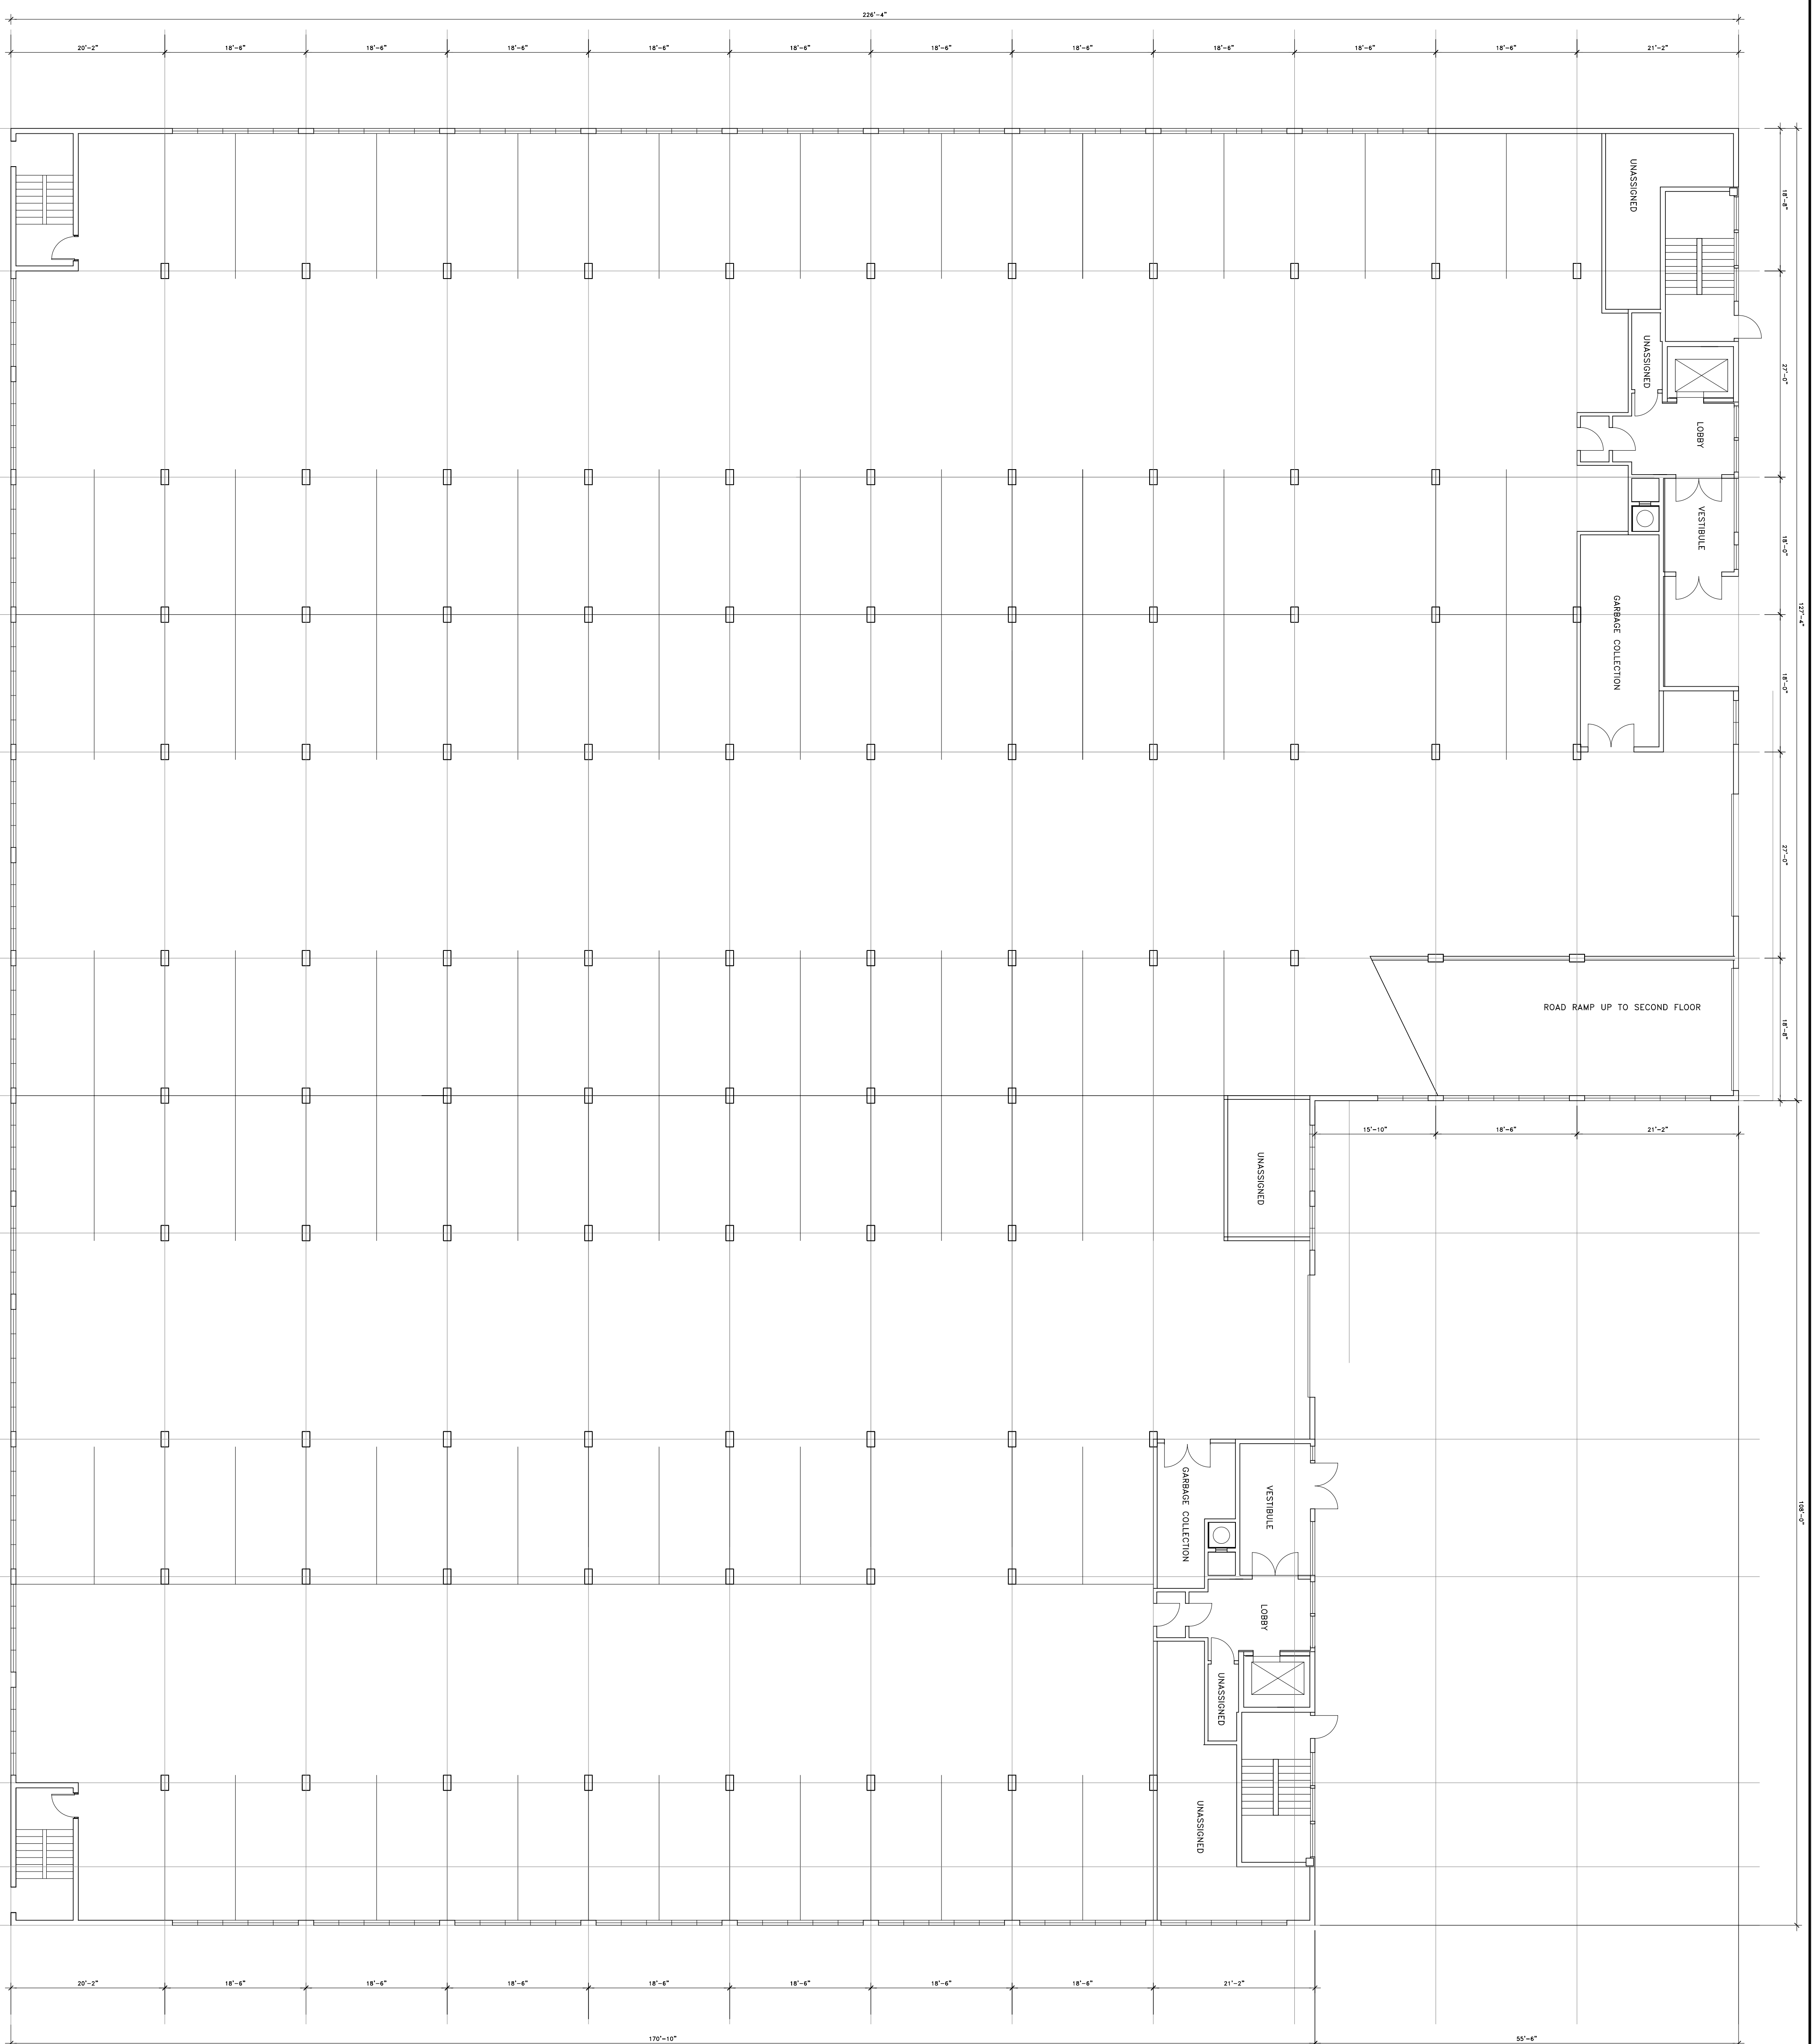 226'-4"
20'-2"
18'-6"
18'-6"
18'-6"
18'-6"
18'-6"
18'-6"
18'-6"
18'-6"
18'-6"
18'-6"
21'-2"
UNASSIGNED
18'-8"
UNASSIGNED
27'-0"
LOBBY
VESTIBULE
18'-0"
GARBAGE COLLECTION
127'-4"
18'-0"
27'-0"
ROAD RAMP UP TO SECOND FLOOR
18'-8"
15'-10"
18'-6"
21'-2"
UNASSIGNED
GARBAGE COLLECTION
VESTIBULE
108'-0"
LOBBY
UNASSIGNED
UNASSIGNED
20'-2"
18'-6"
18'-6"
18'-6"
18'-6"
18'-6"
18'-6"
18'-6"
21'-2"
170'-10"
55'-6"